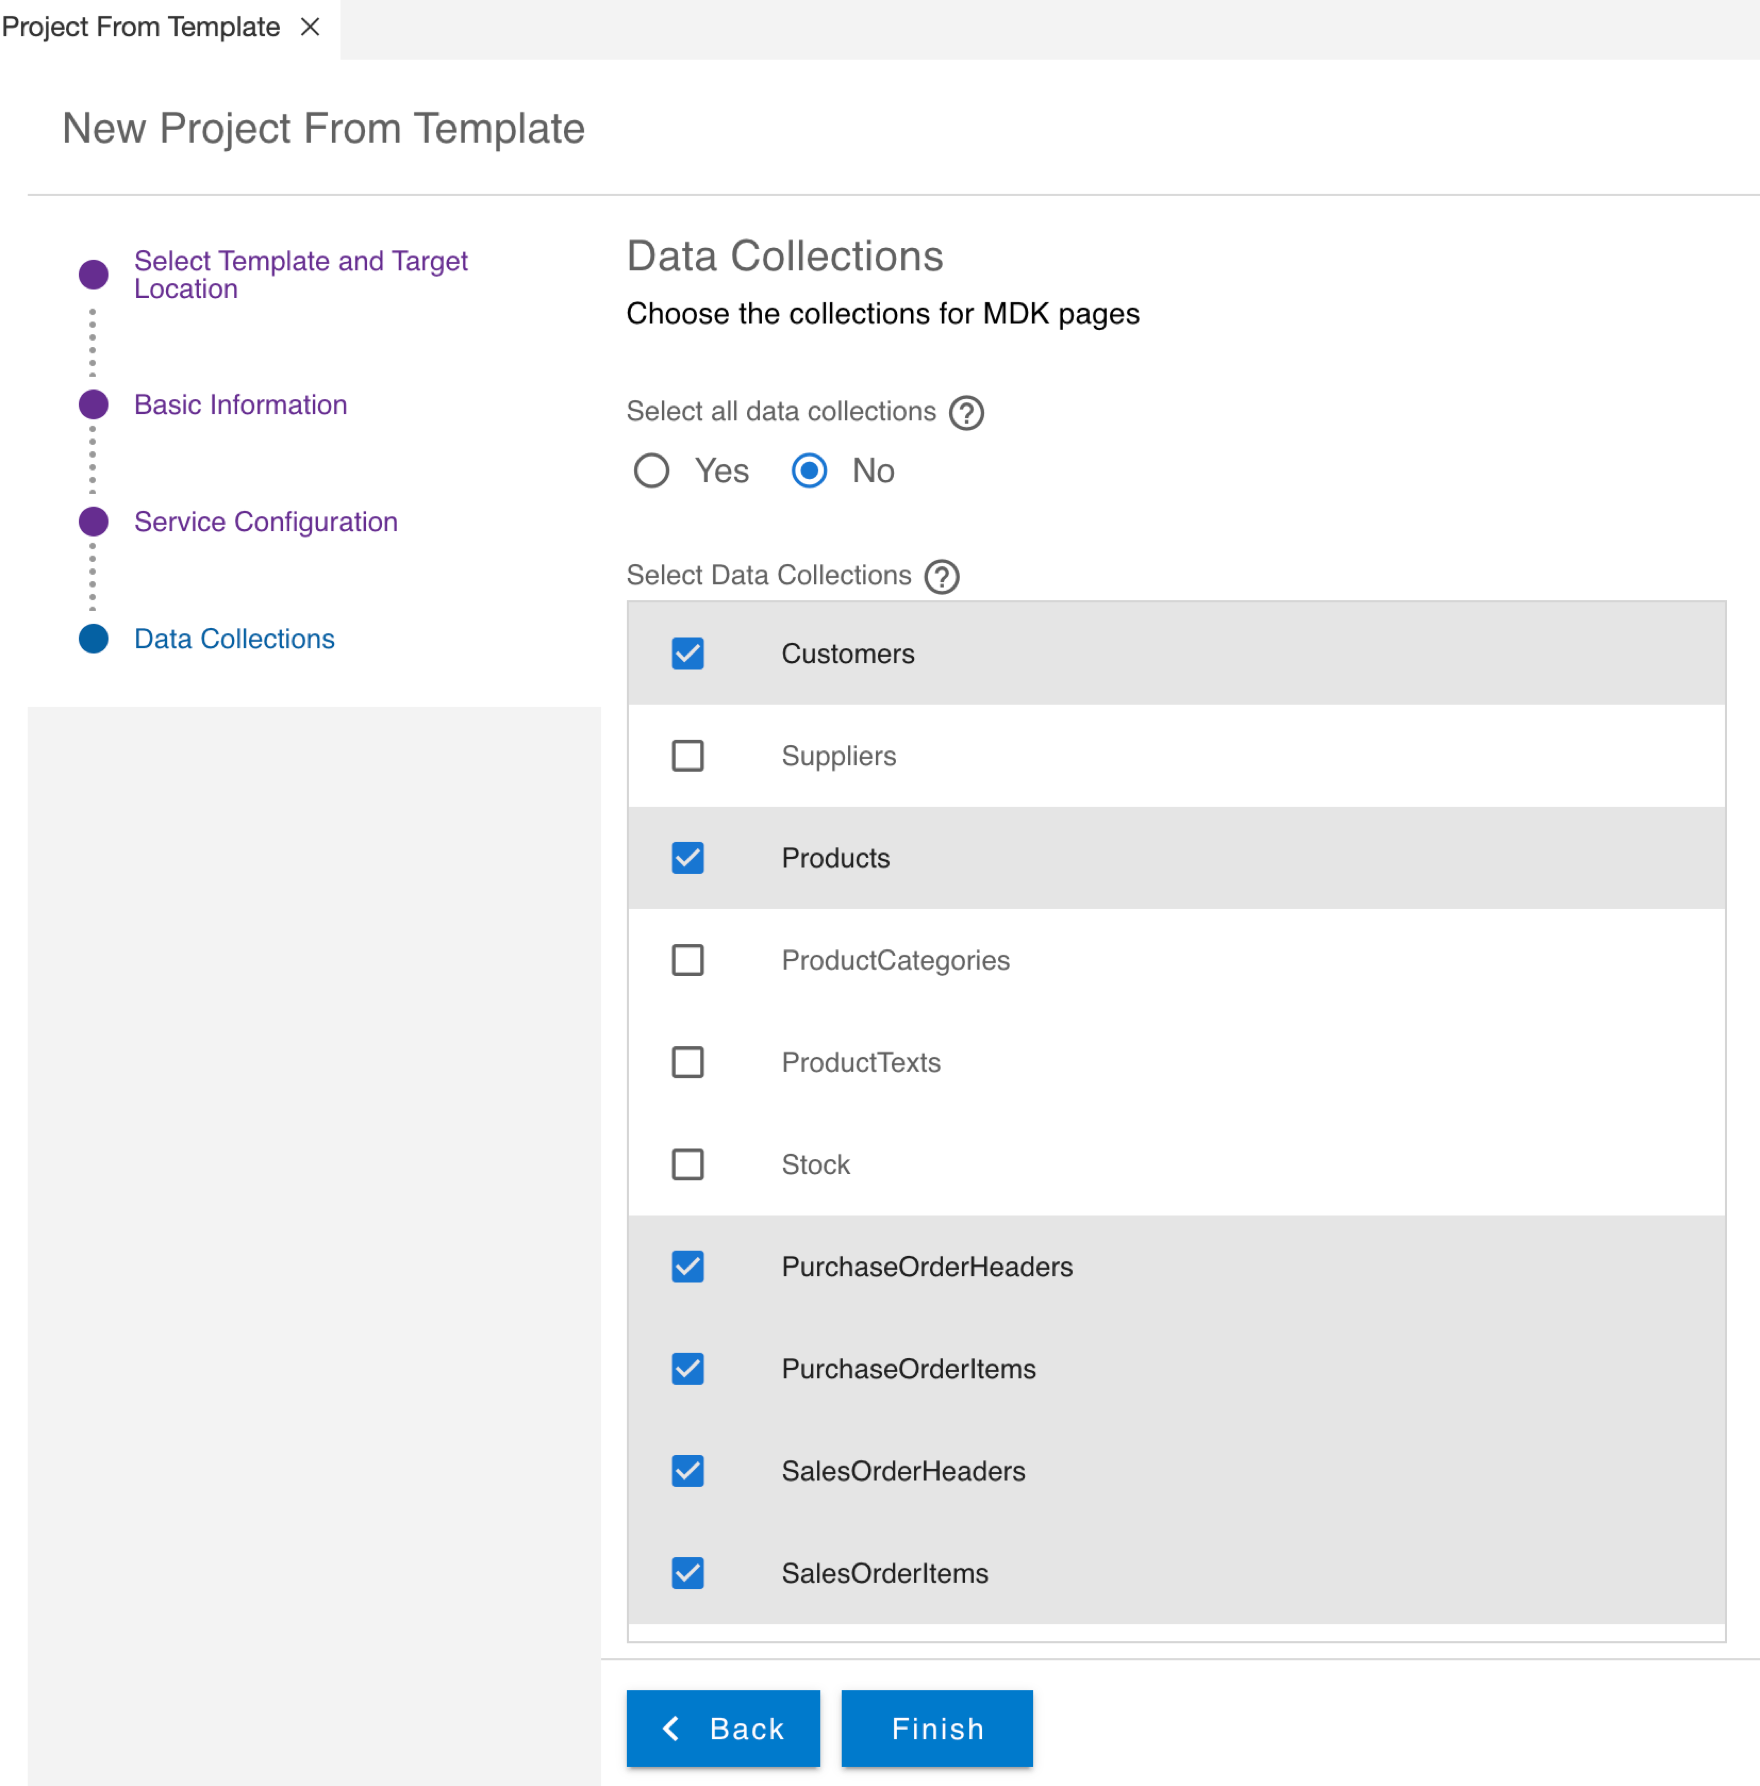 Project From Template
New Project From Template
Select Template and Target
Location
Basic Information
Service Configuration
Data Collections
Data Collections
Choose the collections for MDK pages
Select all data collections ?
Yes No
Select Data Collections ?
Customers
Suppliers
Products
ProductCategories
ProductTexts
Stock
PurchaseOrderHeaders
PurchaseOrderItems
SalesOrderHeaders
SalesOrderItems
Back Finish